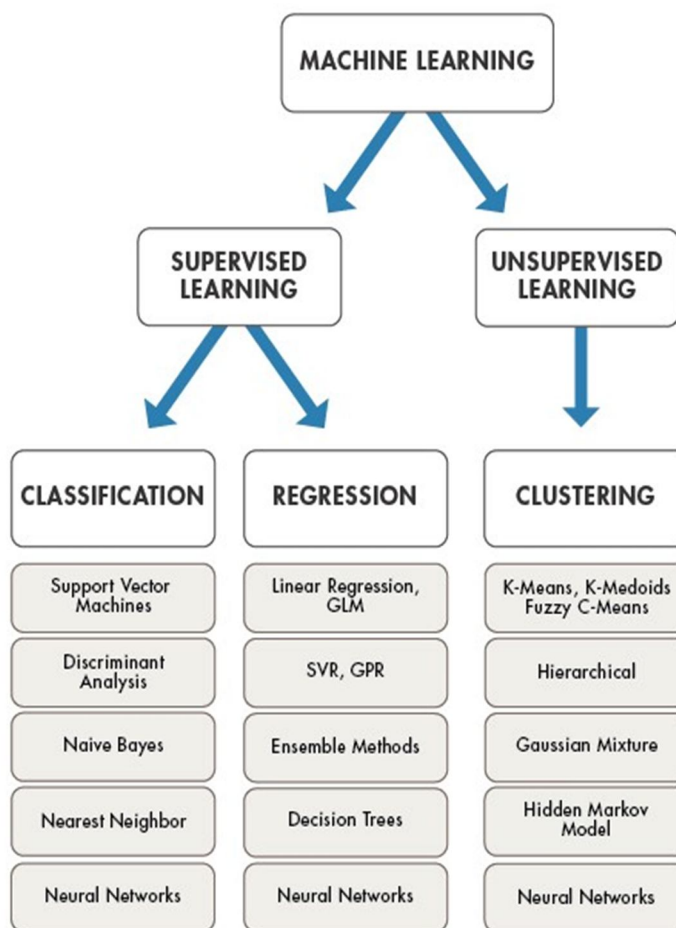 MACHINE LEARNING
SUPERVISED
LEARNING
UNSUPERVISED
LEARNING
CLASSIFICATION
REGRESSION
CLUSTERING
Support Vector
Machines
Discriminant
Analysis
Naive Bayes
Nearest Neighbor
Neural Networks
Linear Regression,
GLM
SVR, GPR
Ensemble Methods
Decision Trees
Neural Networks
K-Means, K-Medoids
Fuzzy C-Means
Hierarchical
Gaussian Mixture
Hidden Markov
Model
Neural Networks